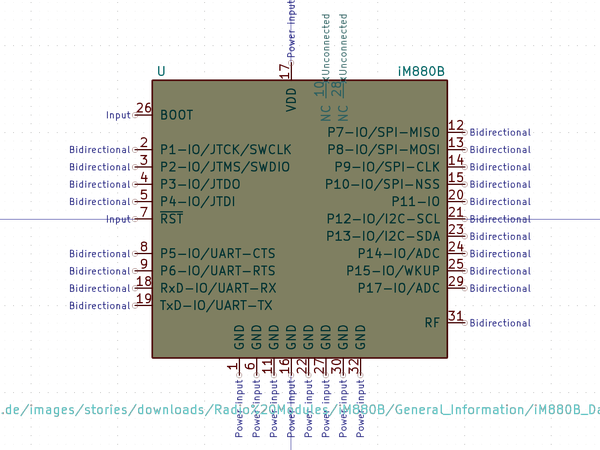 Power Input
Unconnected
Unconnected
U
iM880B
17
VDD
NC 10
NC 28
Input 26 BOOT
P7-IO/SPI-MISO 12 Bidirectional
Bidirectional 2 P1-IO/JTCK/SWCLK
P8-IO/SPI-MOSI 13 Bidirectional
Bidirectional 3 P2-IO/JTMS/SWDIO
P9-IO/SPI-CLK 14 Bidirectional
Bidirectional 4 P3-IO/JTDO
P10-IO/SPI-NSS 15 Bidirectional
Bidirectional 5 P4-IO/JTDI
P11-IO 20 Bidirectional
Input 7 RST
P12-IO/I2C-SCL 21 Bidirectional
P13-IO/I2C-SDA 23 Bidirectional
Bidirectional 8 P5-IO/UART-CTS
P14-IO/ADC 24 Bidirectional
Bidirectional 9 P6-IO/UART-RTS
P15-IO/WKUP 25 Bidirectional
Bidirectional 18 RxD-IO/UART-RX
P17-IO/ADC 29 Bidirectional
Bidirectional 19 TxD-IO/UART-TX
RF 31 Bidirectional
GND GND GND GND GND GND GND GND
1 6 11 16 22 27 30 32
Power Input Power Input Power Input Power Input Power Input Power Input Power Input Power Input
.de/images/stories/downloads/Radio%20Modules/iM880B/General_Information/iM880B_Da